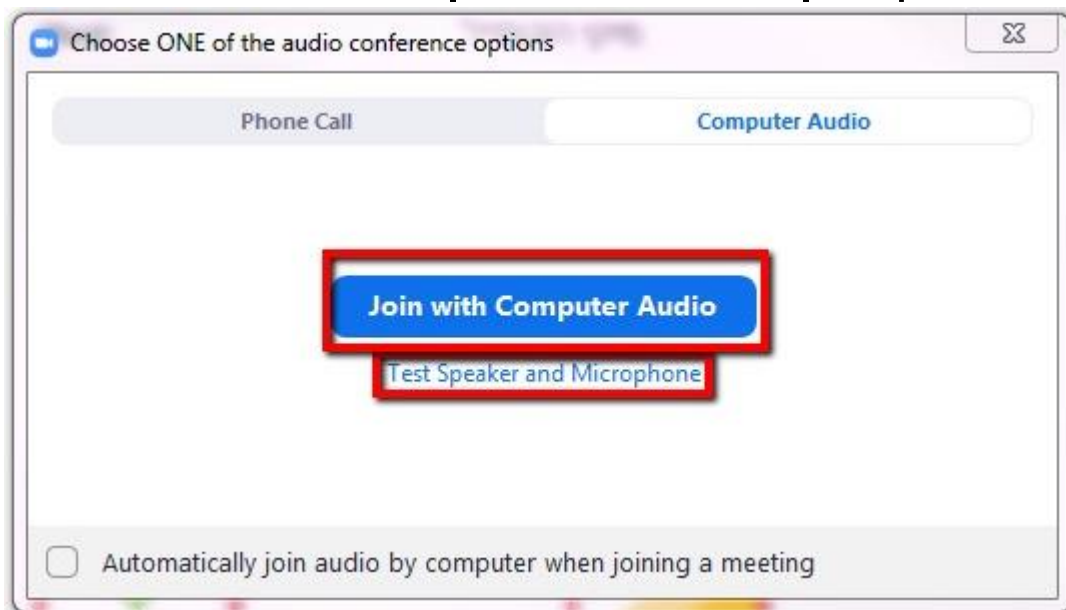 Choose ONE of the audio conference options
Phone Call Computer Audio
Join with Computer Audio
Test Speaker and Microphone
Automatically join audio by computer when joining a meeting